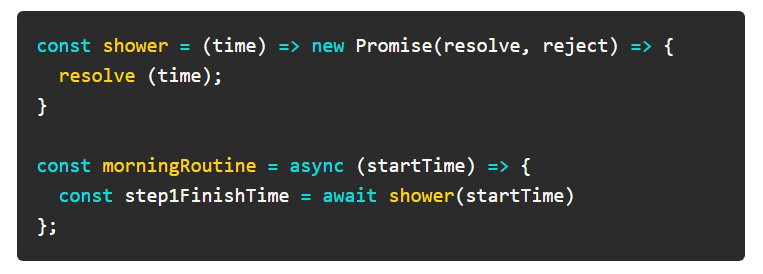 const shower = (time) => new Promise(resolve, reject) => {
  resolve (time);
}

const morningRoutine = async (startTime) => {
  const step1FinishTime = await shower(startTime)
};